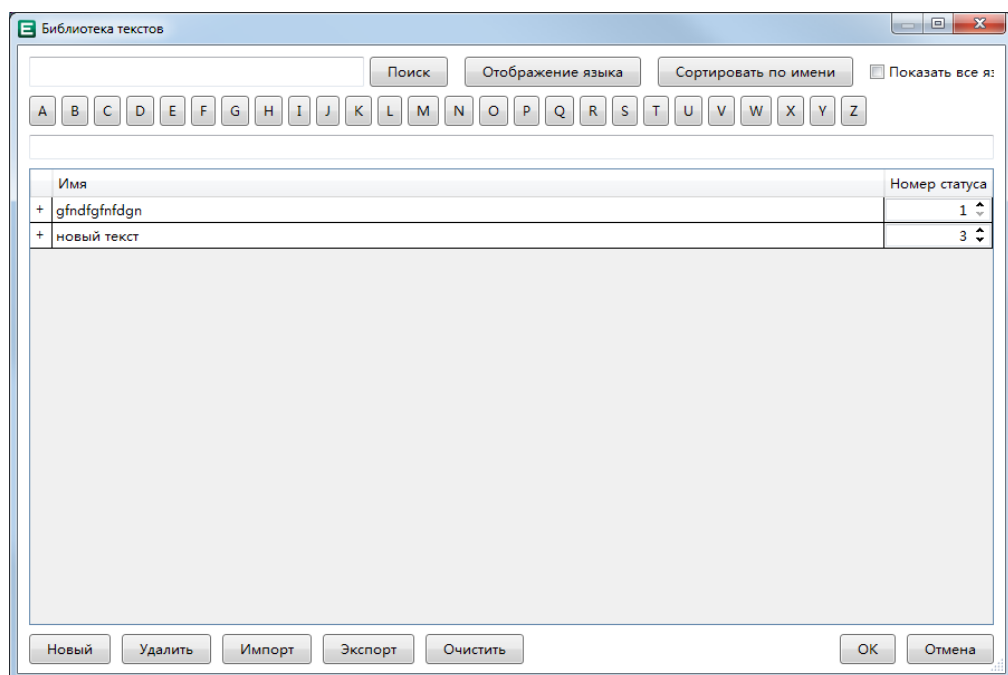 Библиотека текстов
Поиск Отображение языка Сортировать по имени Показать все яз
A B C D E F G H I J K L M N O P Q R S T U V W X Y Z
Имя Номер статуса
+ gfndfgfnfdgn 1
+ новый текст 3
Новый Удалить Импорт Экспорт Очистить OK Отмена